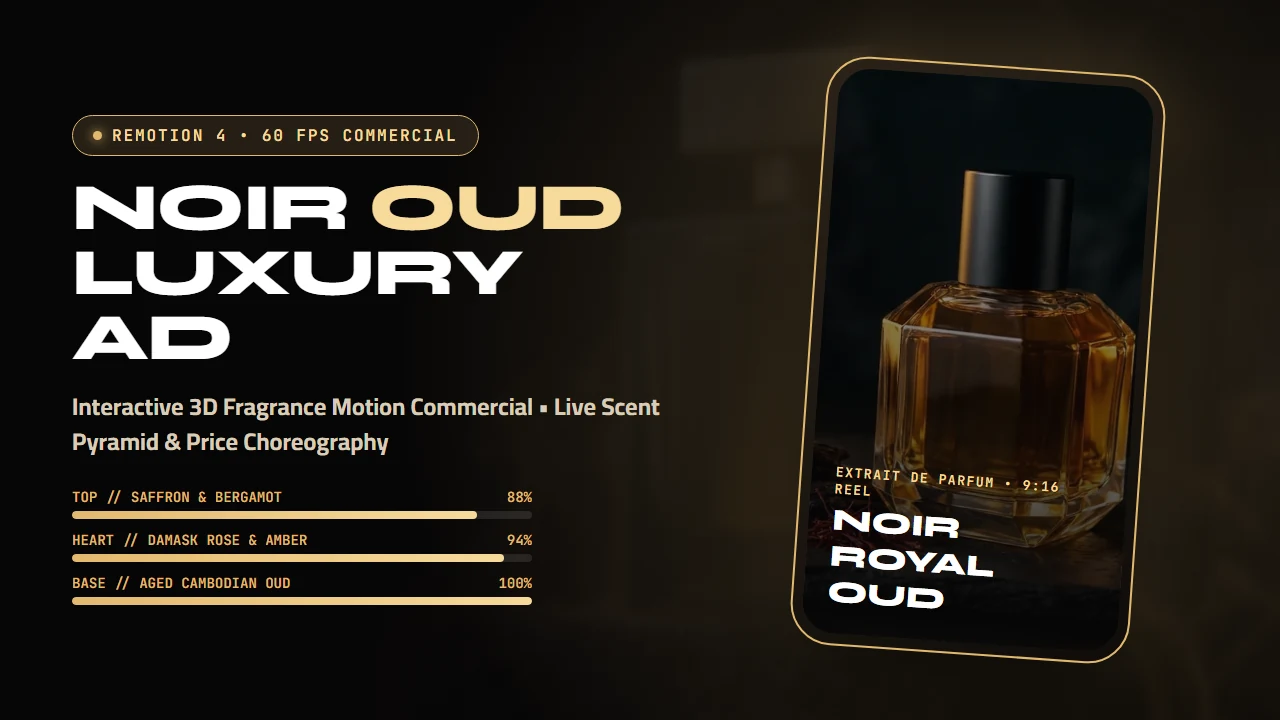 REMOTION 4 • 60 FPS COMMERCIAL
NOIR OUD
LUXURY
AD
Interactive 3D Fragrance Motion Commercial ▪ Live Scent
Pyramid & Price Choreography
TOP // SAFFRON & BERGAMOT 88%
HEART // DAMASK ROSE & AMBER 94%
BASE // AGED CAMBODIAN OUD 100%
EXTRAIT DE PARFUM • 9:16
REEL
NOIR
ROYAL
OUD